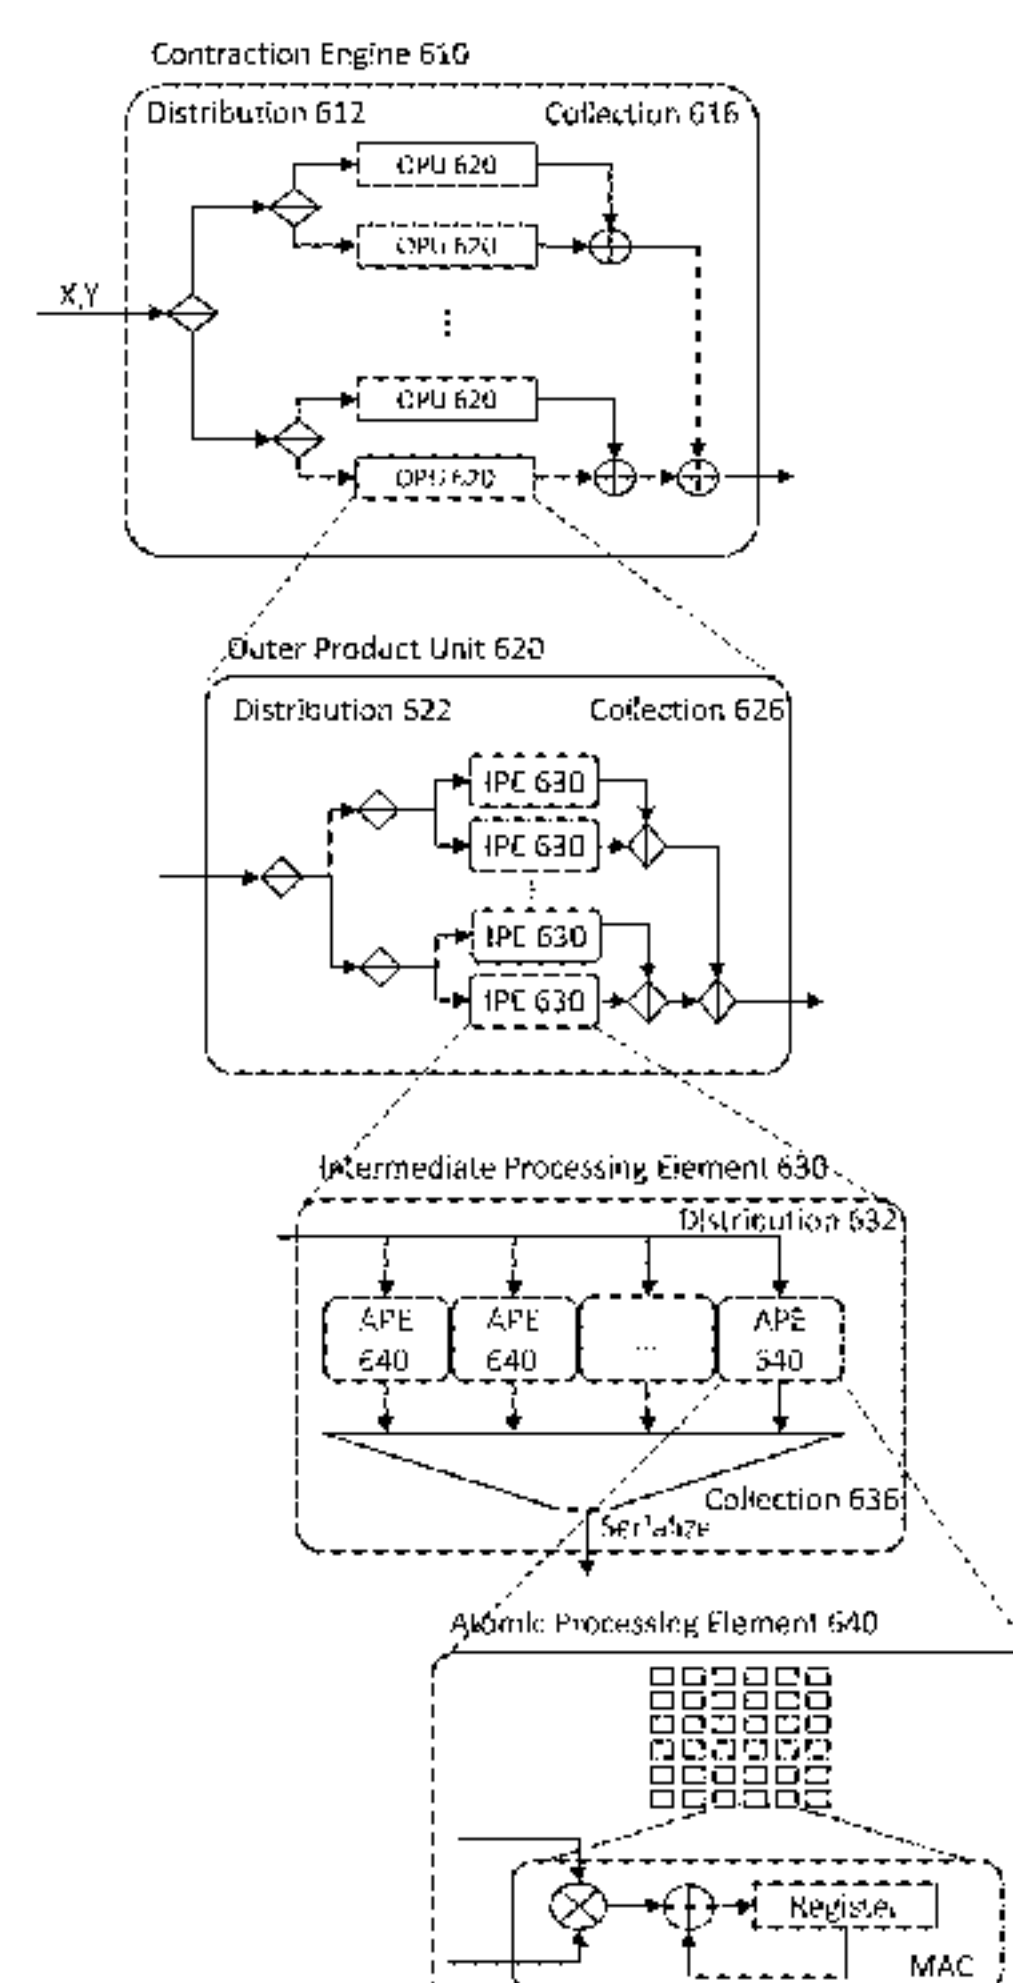 Contraction Engine 610
Distribution 612
Collection 616
OPU 620
OPU 620
X,Y
OPU 620
OPU 620
Outer Product Unit 620
Distribution 622
Collection 626
IPE 630
IPE 630
IPE 630
IPE 630
Intermediate Processing Element 630
Distribution 632
APE
640
APE
640
...
APE
640
Collection 636
Serialize
Atomic Processing Element 640
Register
MAC